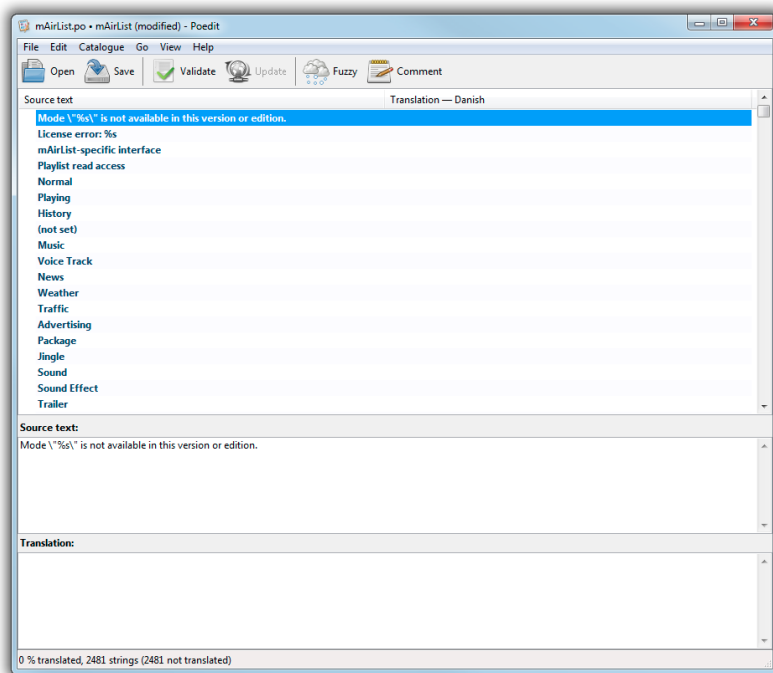 mAirList.po • mAirList (modified) - Poedit
File Edit Catalogue Go View Help
Open Save Validate Update Fuzzy Comment
Source text Translation — Danish
Mode \"%s\" is not available in this version or edition.
License error: %s
mAirList-specific interface
Playlist read access
Normal
Playing
History
(not set)
Music
Voice Track
News
Weather
Traffic
Advertising
Package
Jingle
Sound
Sound Effect
Trailer
Source text:
Mode \"%s\" is not available in this version or edition.
Translation:
0 % translated, 2481 strings (2481 not translated)